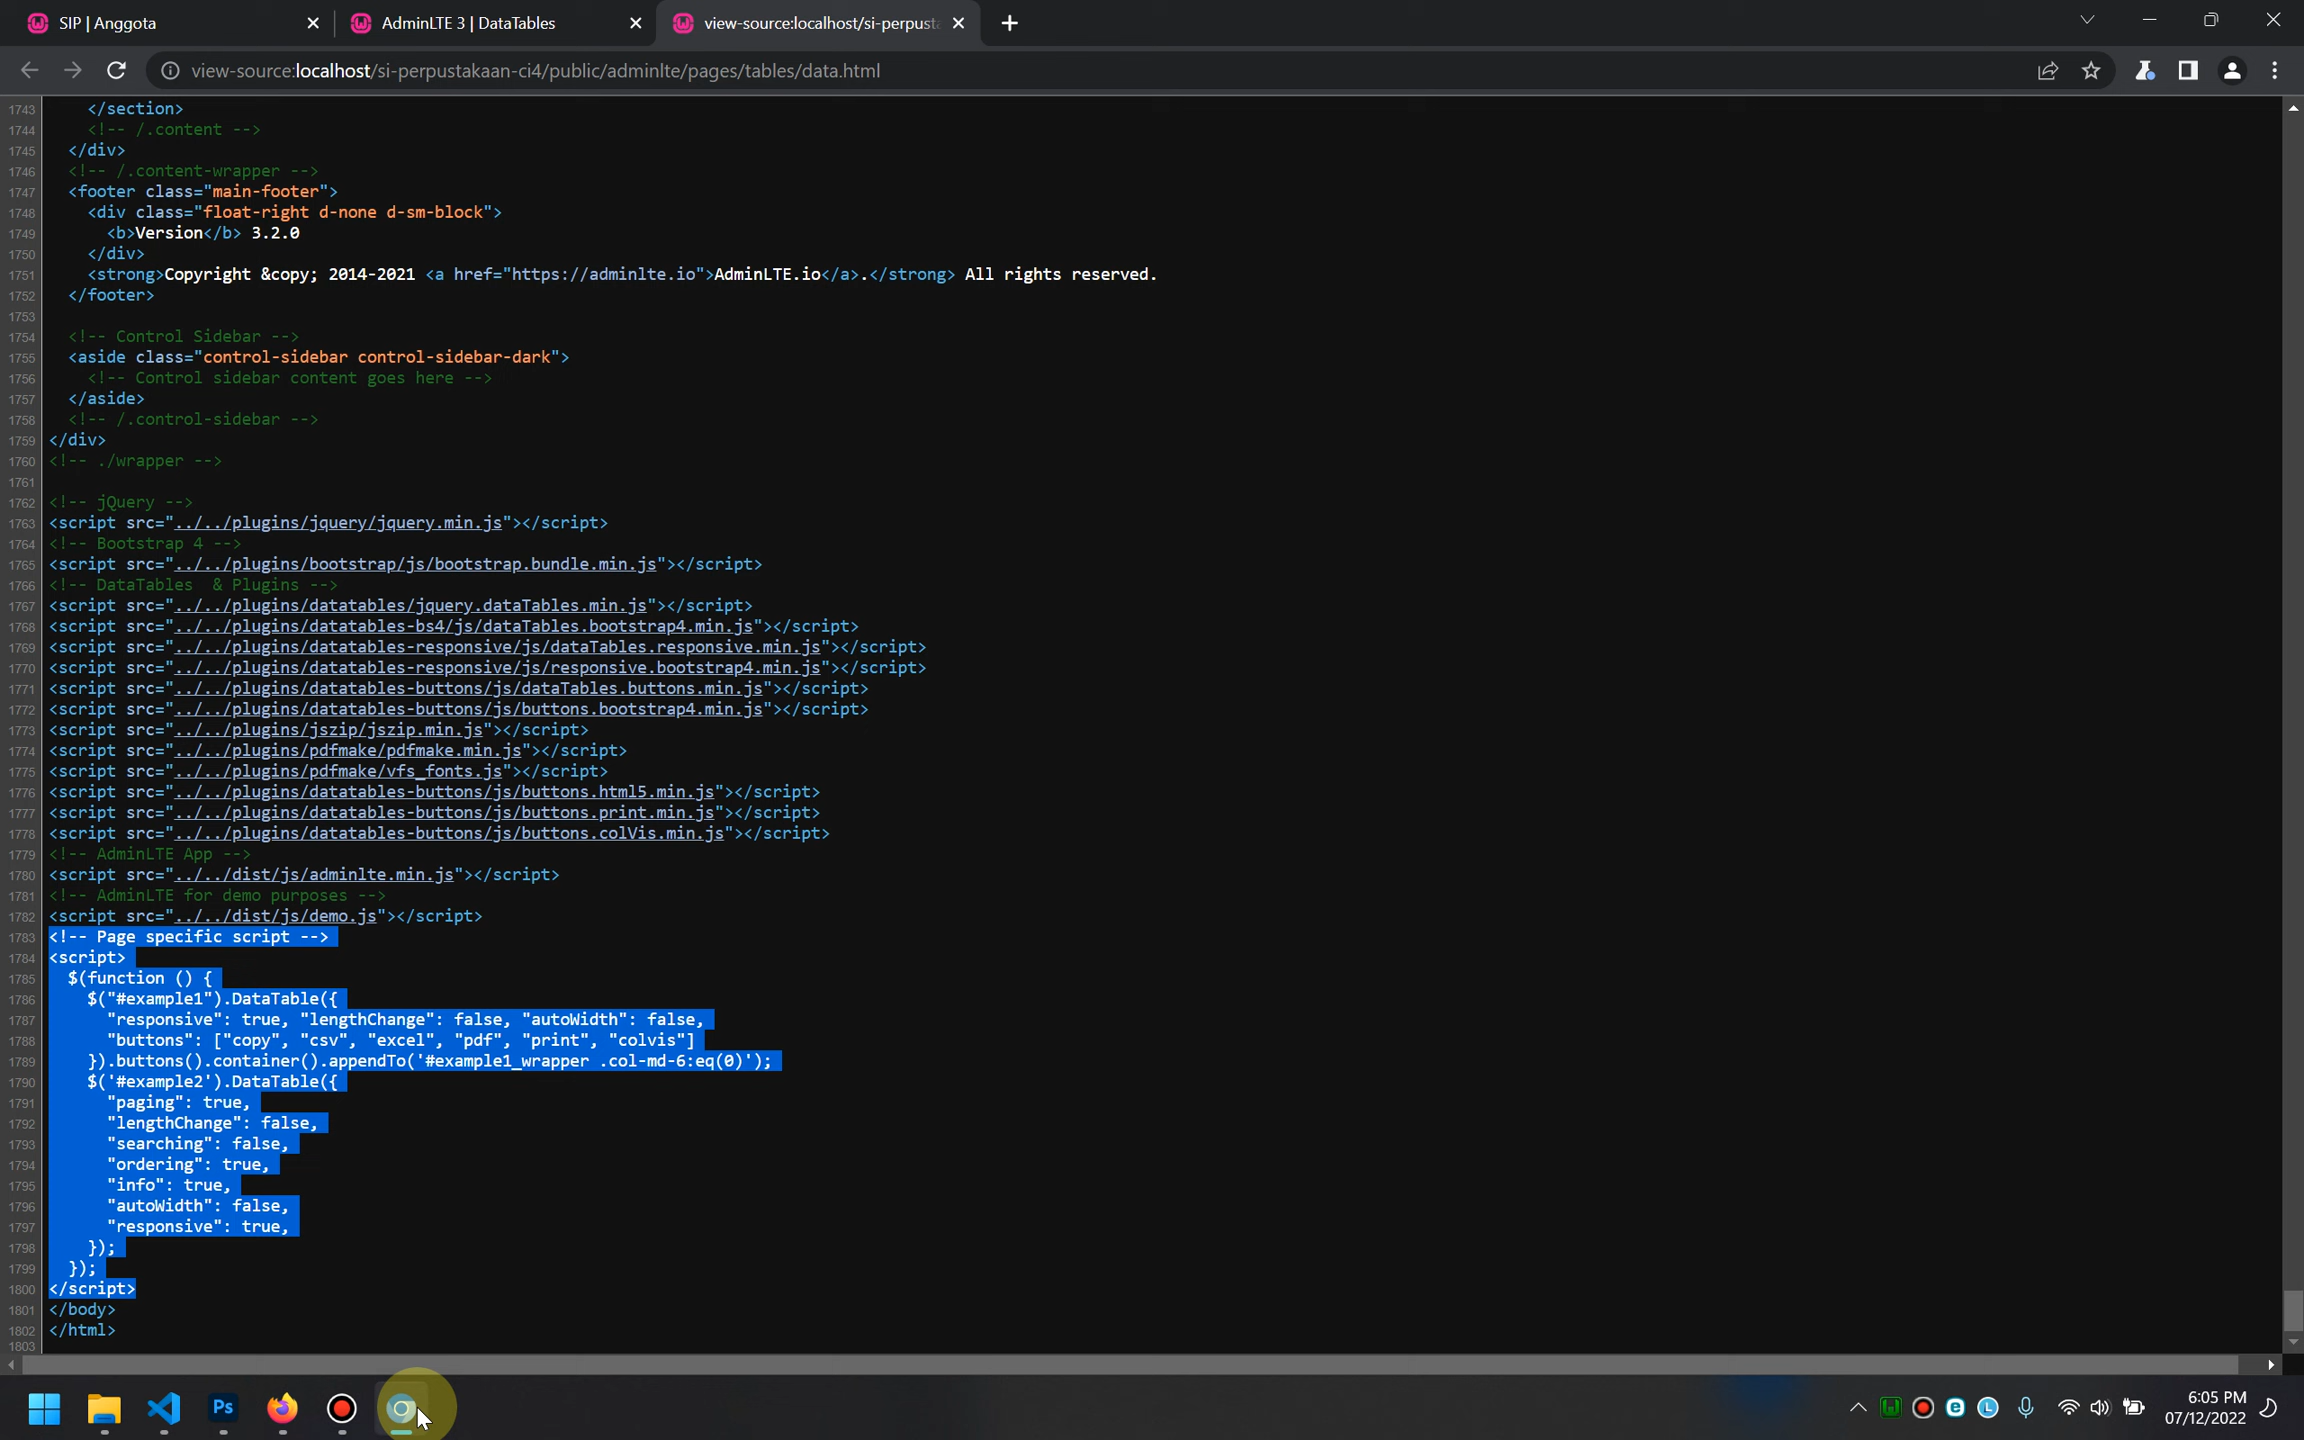 SIP | Anggota
AdminLTE 3 | DataTables
view-source:localhost/si-perpusta
view-source:localhost/si-perpustakaan-ci4/public/adminlte/pages/tables/data.html
1743 </section>
1744 <!-- /.content -->
1745 </div>
1746 <!-- /.content-wrapper -->
1747 <footer class="main-footer">
1748 <div class="float-right d-none d-sm-block">
1749 <b>Version</b> 3.2.0
1750 </div>
1751 <strong>Copyright &copy; 2014-2021 <a href="https://adminlte.io">AdminLTE.io</a>.</strong> All rights reserved.
1752 </footer>
1753
1754 <!-- Control Sidebar -->
1755 <aside class="control-sidebar control-sidebar-dark">
1756 <!-- Control sidebar content goes here -->
1757 </aside>
1758 <!-- /.control-sidebar -->
1759 </div>
1760 <!-- ./wrapper -->
1761
1762 <!-- jQuery -->
1763 <script src="../../plugins/jquery/jquery.min.js"></script>
1764 <!-- Bootstrap 4 -->
1765 <script src="../../plugins/bootstrap/js/bootstrap.bundle.min.js"></script>
1766 <!-- DataTables  & Plugins -->
1767 <script src="../../plugins/datatables/jquery.dataTables.min.js"></script>
1768 <script src="../../plugins/datatables-bs4/js/dataTables.bootstrap4.min.js"></script>
1769 <script src="../../plugins/datatables-responsive/js/dataTables.responsive.min.js"></script>
1770 <script src="../../plugins/datatables-responsive/js/responsive.bootstrap4.min.js"></script>
1771 <script src="../../plugins/datatables-buttons/js/dataTables.buttons.min.js"></script>
1772 <script src="../../plugins/datatables-buttons/js/buttons.bootstrap4.min.js"></script>
1773 <script src="../../plugins/jszip/jszip.min.js"></script>
1774 <script src="../../plugins/pdfmake/pdfmake.min.js"></script>
1775 <script src="../../plugins/pdfmake/vfs_fonts.js"></script>
1776 <script src="../../plugins/datatables-buttons/js/buttons.html5.min.js"></script>
1777 <script src="../../plugins/datatables-buttons/js/buttons.print.min.js"></script>
1778 <script src="../../plugins/datatables-buttons/js/buttons.colVis.min.js"></script>
1779 <!-- AdminLTE App -->
1780 <script src="../../dist/js/adminlte.min.js"></script>
1781 <!-- AdminLTE for demo purposes -->
1782 <script src="../../dist/js/demo.js"></script>
1783 <!-- Page specific script -->
1784 <script>
1785 $(function () {
1786 $("#example1").DataTable({
1787 "responsive": true, "lengthChange": false, "autoWidth": false,
1788 "buttons": ["copy", "csv", "excel", "pdf", "print", "colvis"]
1789 }).buttons().container().appendTo('#example1_wrapper .col-md-6:eq(0)');
1790 $('#example2').DataTable({
1791 "paging": true,
1792 "lengthChange": false,
1793 "searching": false,
1794 "ordering": true,
1795 "info": true,
1796 "autoWidth": false,
1797 "responsive": true,
1798 });
1799 });
1800 </script>
1801 </body>
1802 </html>
1803
Ps
6:05 PM
07/12/2022